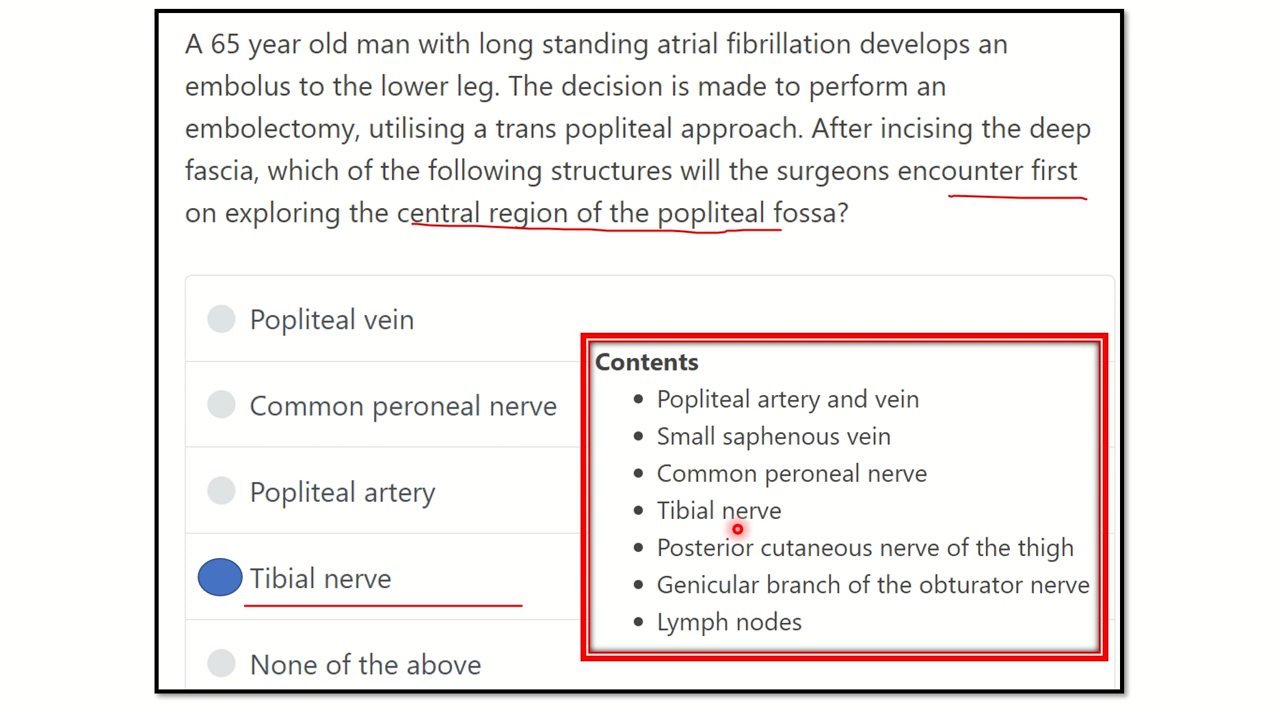 A 65 year old man with long standing atrial fibrillation develops an
embolus to the lower leg. The decision is made to perform an
embolectomy, utilising a trans popliteal approach. After incising the deep
fascia, which of the following structures will the surgeons encounter first
on exploring the central region of the popliteal fossa?
Popliteal vein
Common peroneal nerve
Popliteal artery
Tibial nerve
None of the above
Contents
• Popliteal artery and vein
• Small saphenous vein
• Common peroneal nerve
• Tibial nerve
• Posterior cutaneous nerve of the thigh
• Genicular branch of the obturator nerve
• Lymph nodes